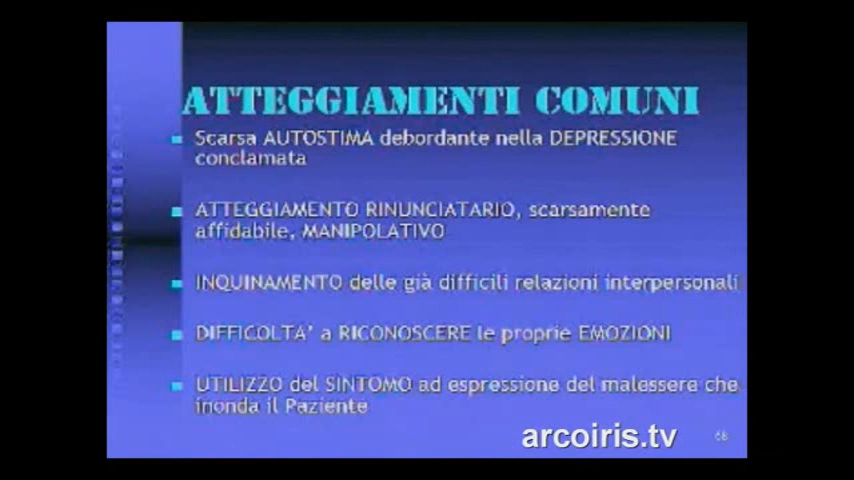 ATTEGGIAMENTI COMUNI
Scarsa AUTOSTIMA debordante nella DEPRESSIONE
conclamata
ATTEGGIAMENTO RINUNCIATARIO, scarsamente
affidabile, MANIPOLATIVO
INQUINAMENTO delle già difficili relazioni interpersonali
DIFFICOLTA' a RICONOSCERE le proprie EMOZIONI
UTILIZZO del SINTOMO ad espressione del malessere che
inonda il Paziente
arcoiris.tv
68